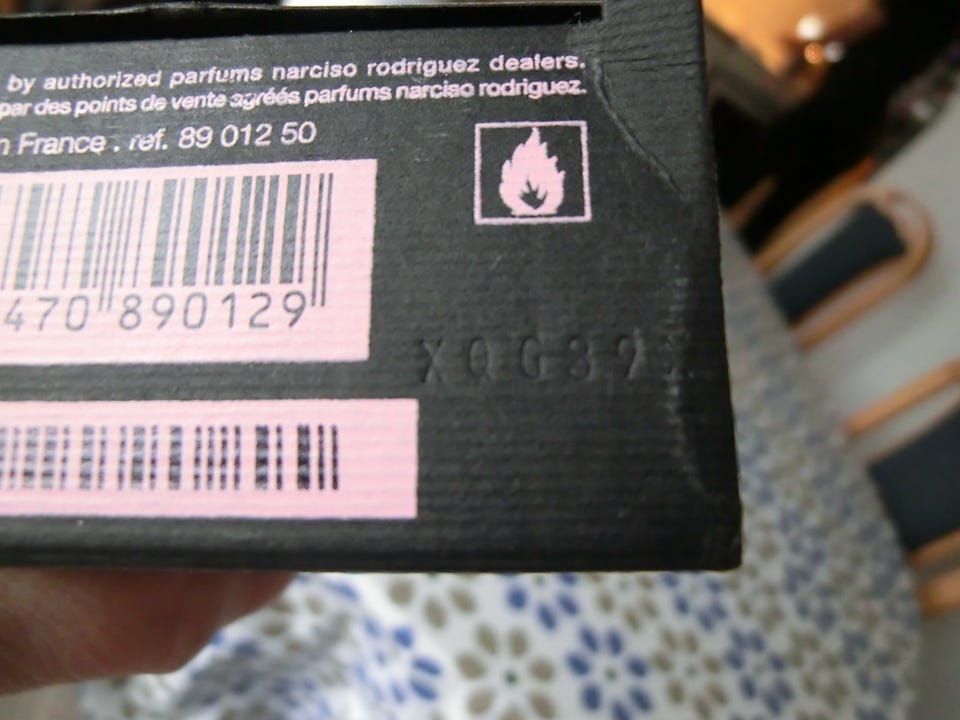 by authorized parfums narciso rodriguez dealers.
par des points de vente agréés parfums narciso rodriguez.
n France . ref. 89 012 50
470 890129
XQG39